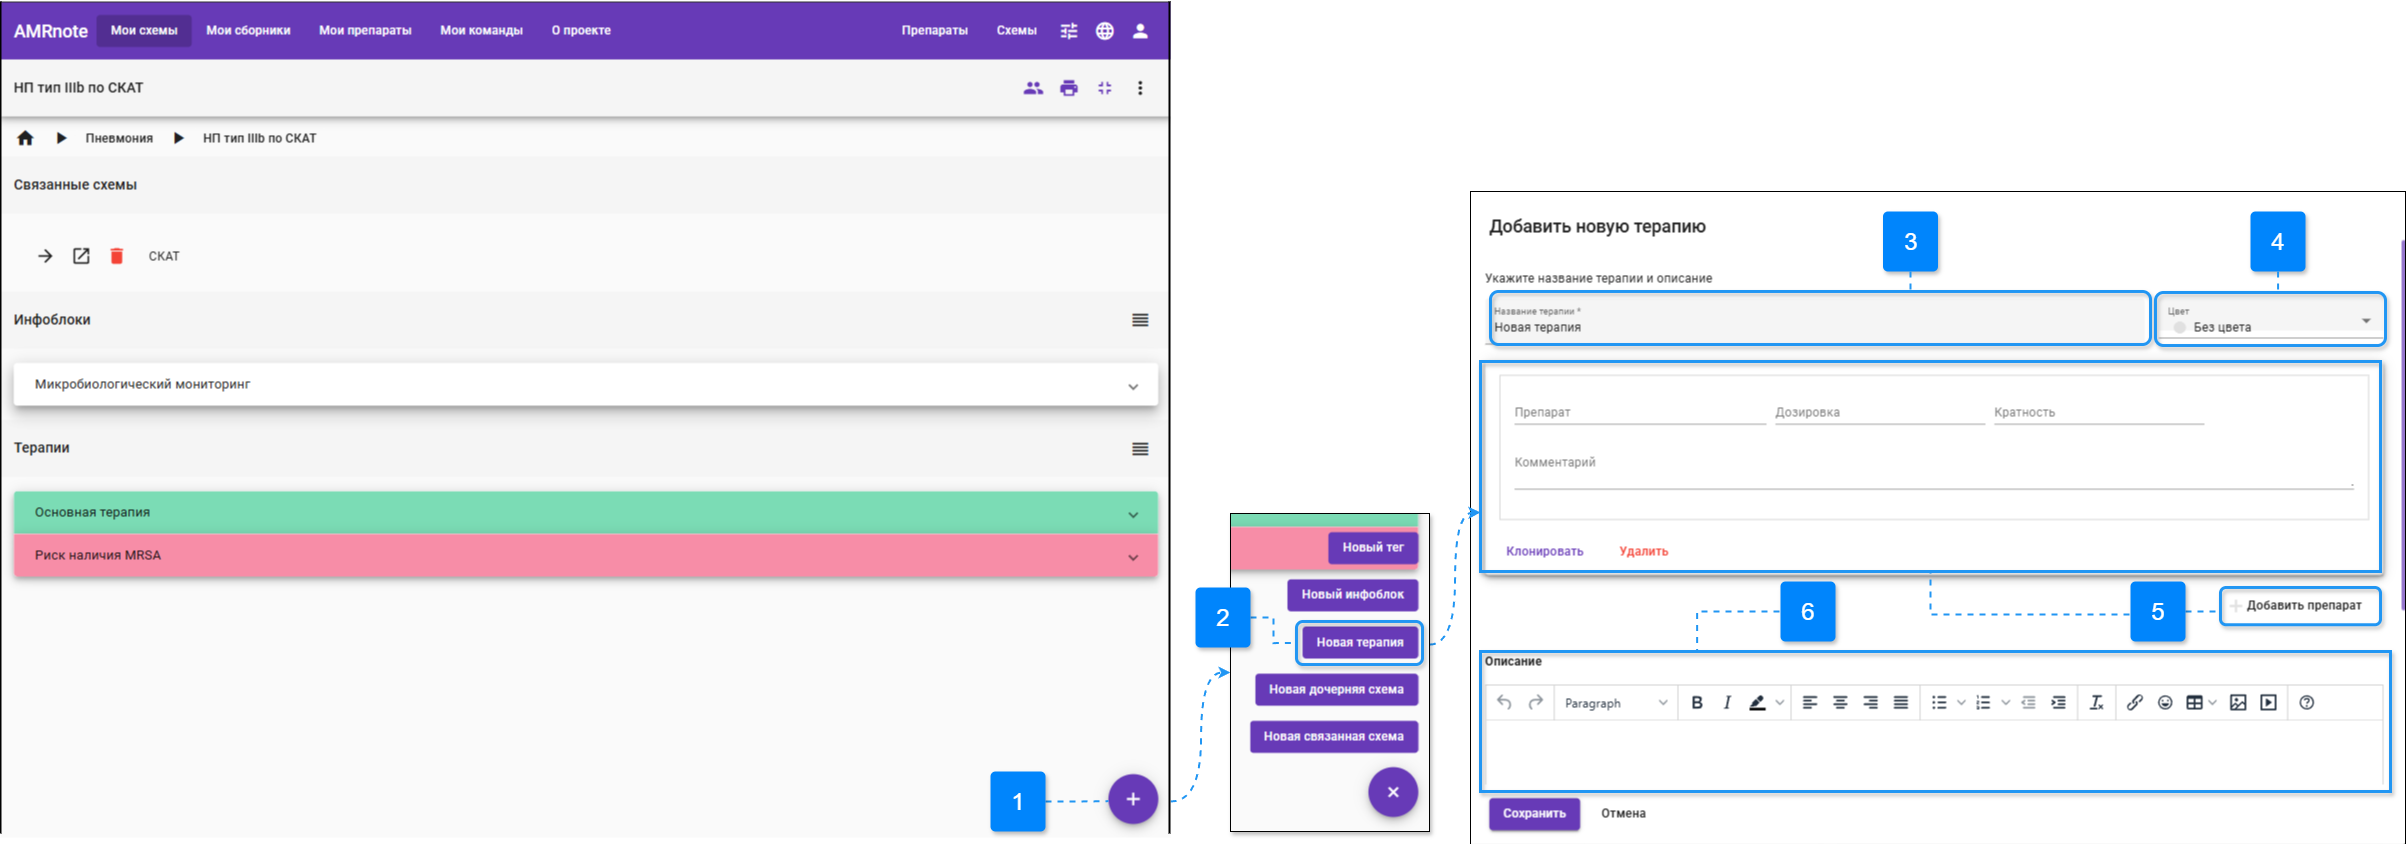 AMRnote Мои схемы Мои сборники Мои препараты Мои команды О проекте Препараты Схемы
НП тип IIIb по СКАТ
Пневмония НП тип IIIb по СКАТ
Связанные схемы
СКАТ
Инфоблоки
Микробиологический мониторинг
Терапии
Основная терапия
Риск наличия MRSA
1
2
Новый тег
Новый инфоблок
Новая терапия
Новая дочерняя схема
Новая связанная схема
Добавить новую терапию
3
4
Укажите название терапии и описание
Название терапии *
Новая терапия
Цвет
Без цвета
Препарат Дозировка Кратность
Комментарий
Клонировать Удалить
6
5
Добавить препарат
Описание
Paragraph
Сохранить Отмена